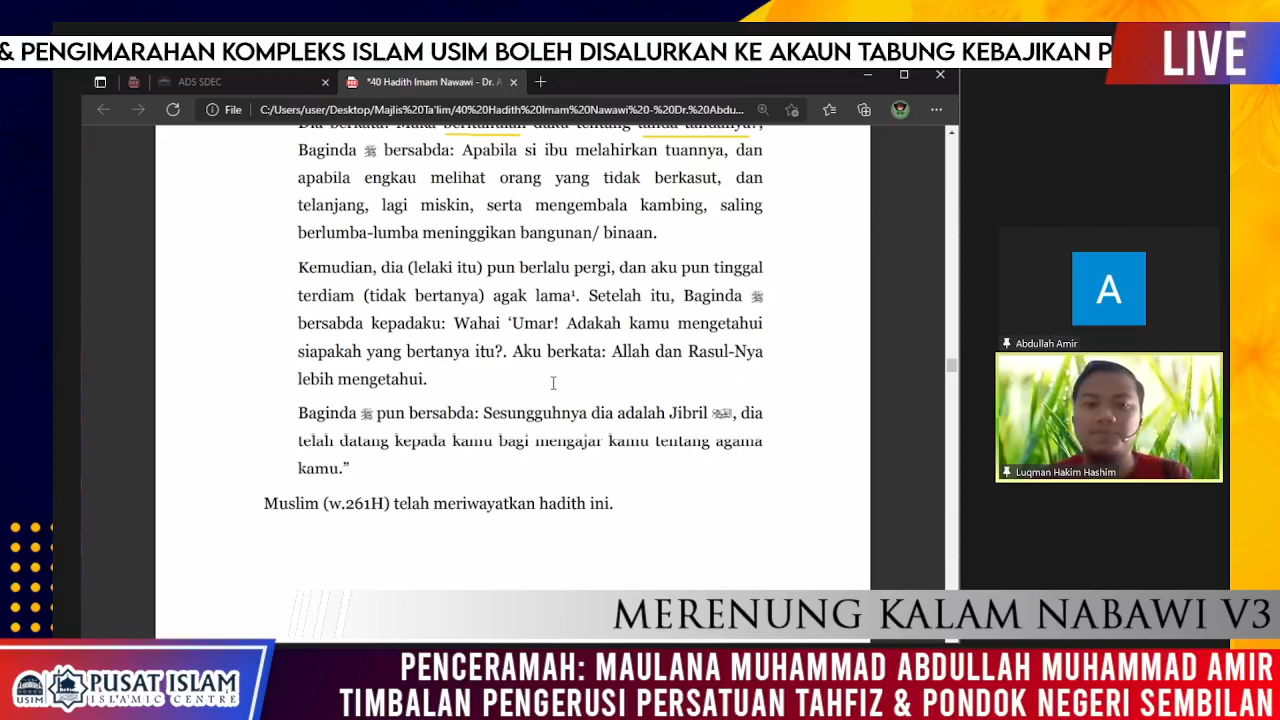 & PENGIMARAHAN KOMPLEKS ISLAM USIM BOLEH DISALURKAN KE AKAUN TABUNG KEBAJIKAN P
LIVE
ADS SDEC
*40 Hadith Imam Nawawi - Dr. A
File
C:/Users/user/Desktop/Majlis%20Ta'lim/40%20Hadith%20Imam%20Nawawi%20-%20Dr.%20Abdu...
Baginda ﷺ bersabda: Apabila si ibu melahirkan tuannya, dan
apabila engkau melihat orang yang tidak berkasut, dan
telanjang, lagi miskin, serta mengembala kambing, saling
berlumba-lumba meninggikan bangunan/ binaan.
Kemudian, dia (lelaki itu) pun berlalu pergi, dan aku pun tinggal
terdiam (tidak bertanya) agak lama¹. Setelah itu, Baginda ﷺ
bersabda kepadaku: Wahai ‘Umar! Adakah kamu mengetahui
siapakah yang bertanya itu?. Aku berkata: Allah dan Rasul-Nya
lebih mengetahui.
Baginda ﷺ pun bersabda: Sesungguhnya dia adalah Jibril, dia
telah datang kepada kamu bagi mengajar kamu tentang agama
kamu.”
Muslim (w.261H) telah meriwayatkan hadith ini.
A
Abdullah Amir
Luqman Hakim Hashim
MERENUNG KALAM NABAWI V3
USIM
PUSAT ISLAM
ISLAMIC CENTRE
PENCERAMAH: MAULANA MUHAMMAD ABDULLAH MUHAMMAD AMIR
TIMBALAN PENGERUSI PERSATUAN TAHFIZ & PONDOK NEGERI SEMBILAN